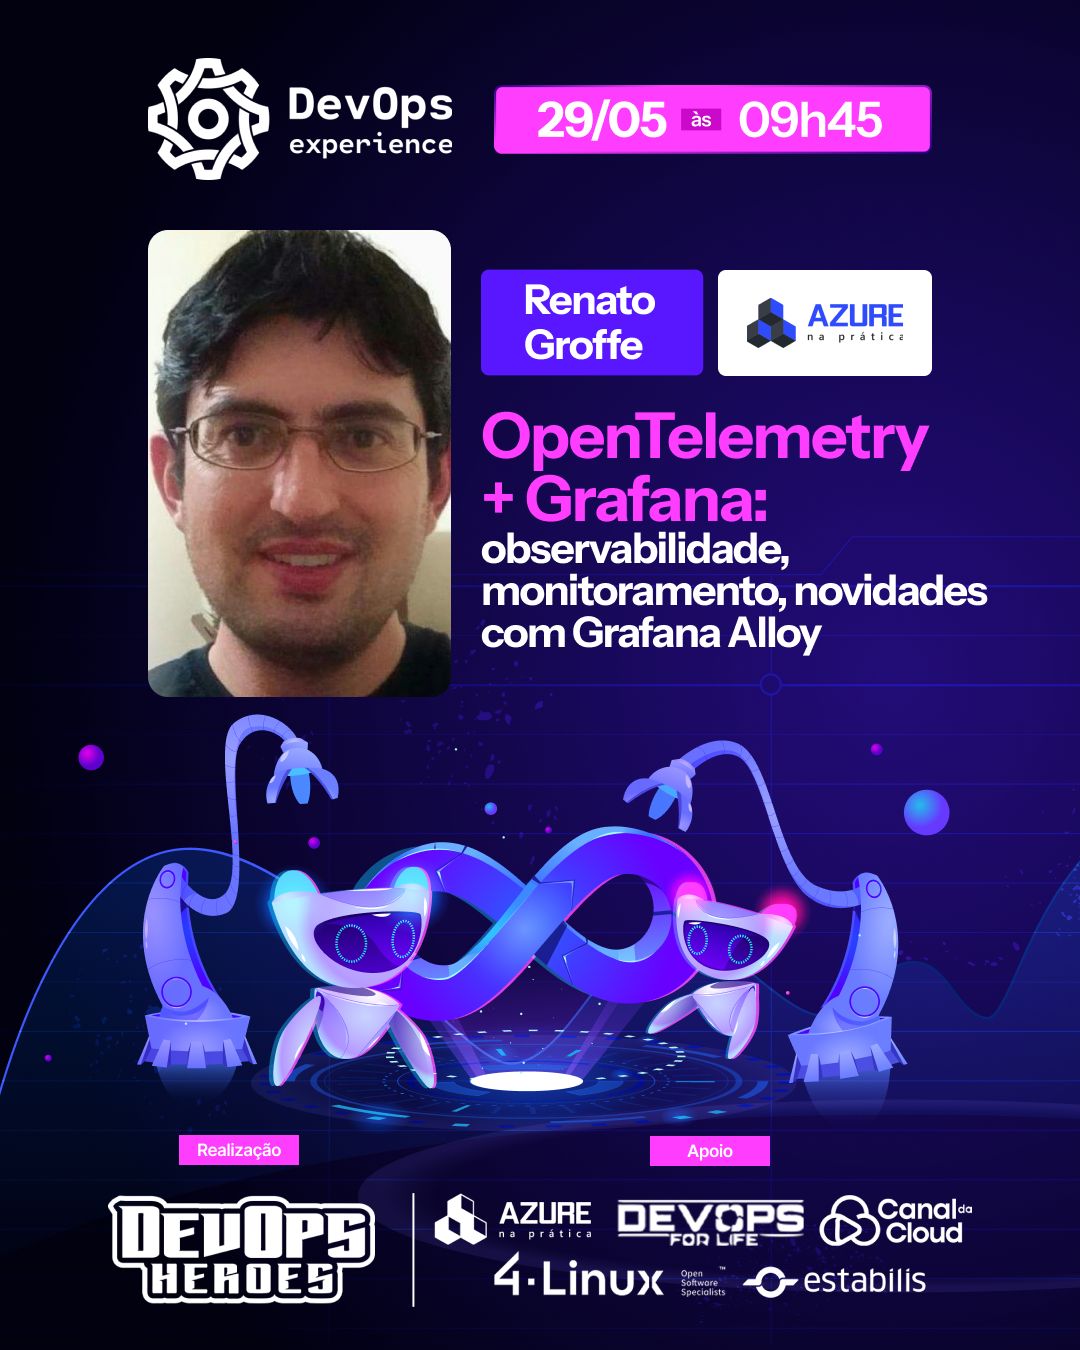 DevOps
experience
29/05 às 09h45
Renato
Groffe
AZURE
na prática
OpenTelemetry
+ Grafana:
observabilidade,
monitoramento, novidades
com Grafana Alloy
Realização
Apoio
DEVOPS
HEROES
AZURE
na prática
DEVOPS
FOR LIFE
Canal da
Cloud
4·Linux
Open
Software
Specialists
™
estabilis